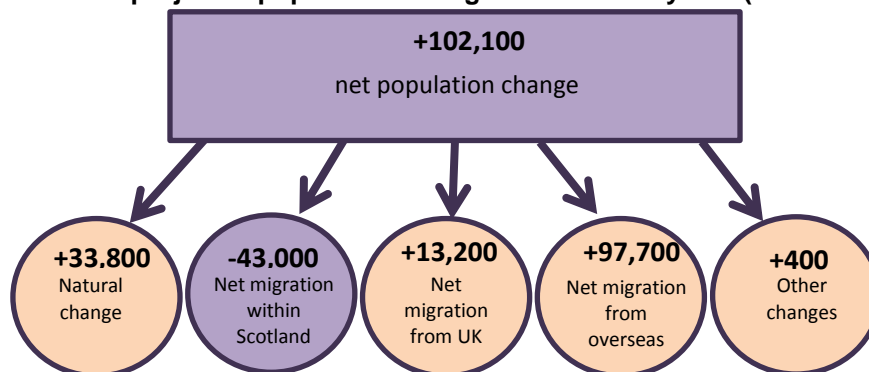 +102,100
net population change
+33,800
Natural
change
-43,000
Net migration
within
Scotland
+13,200
Net
migration
from UK
+97,700
Net migration
from
overseas
+400
Other
changes